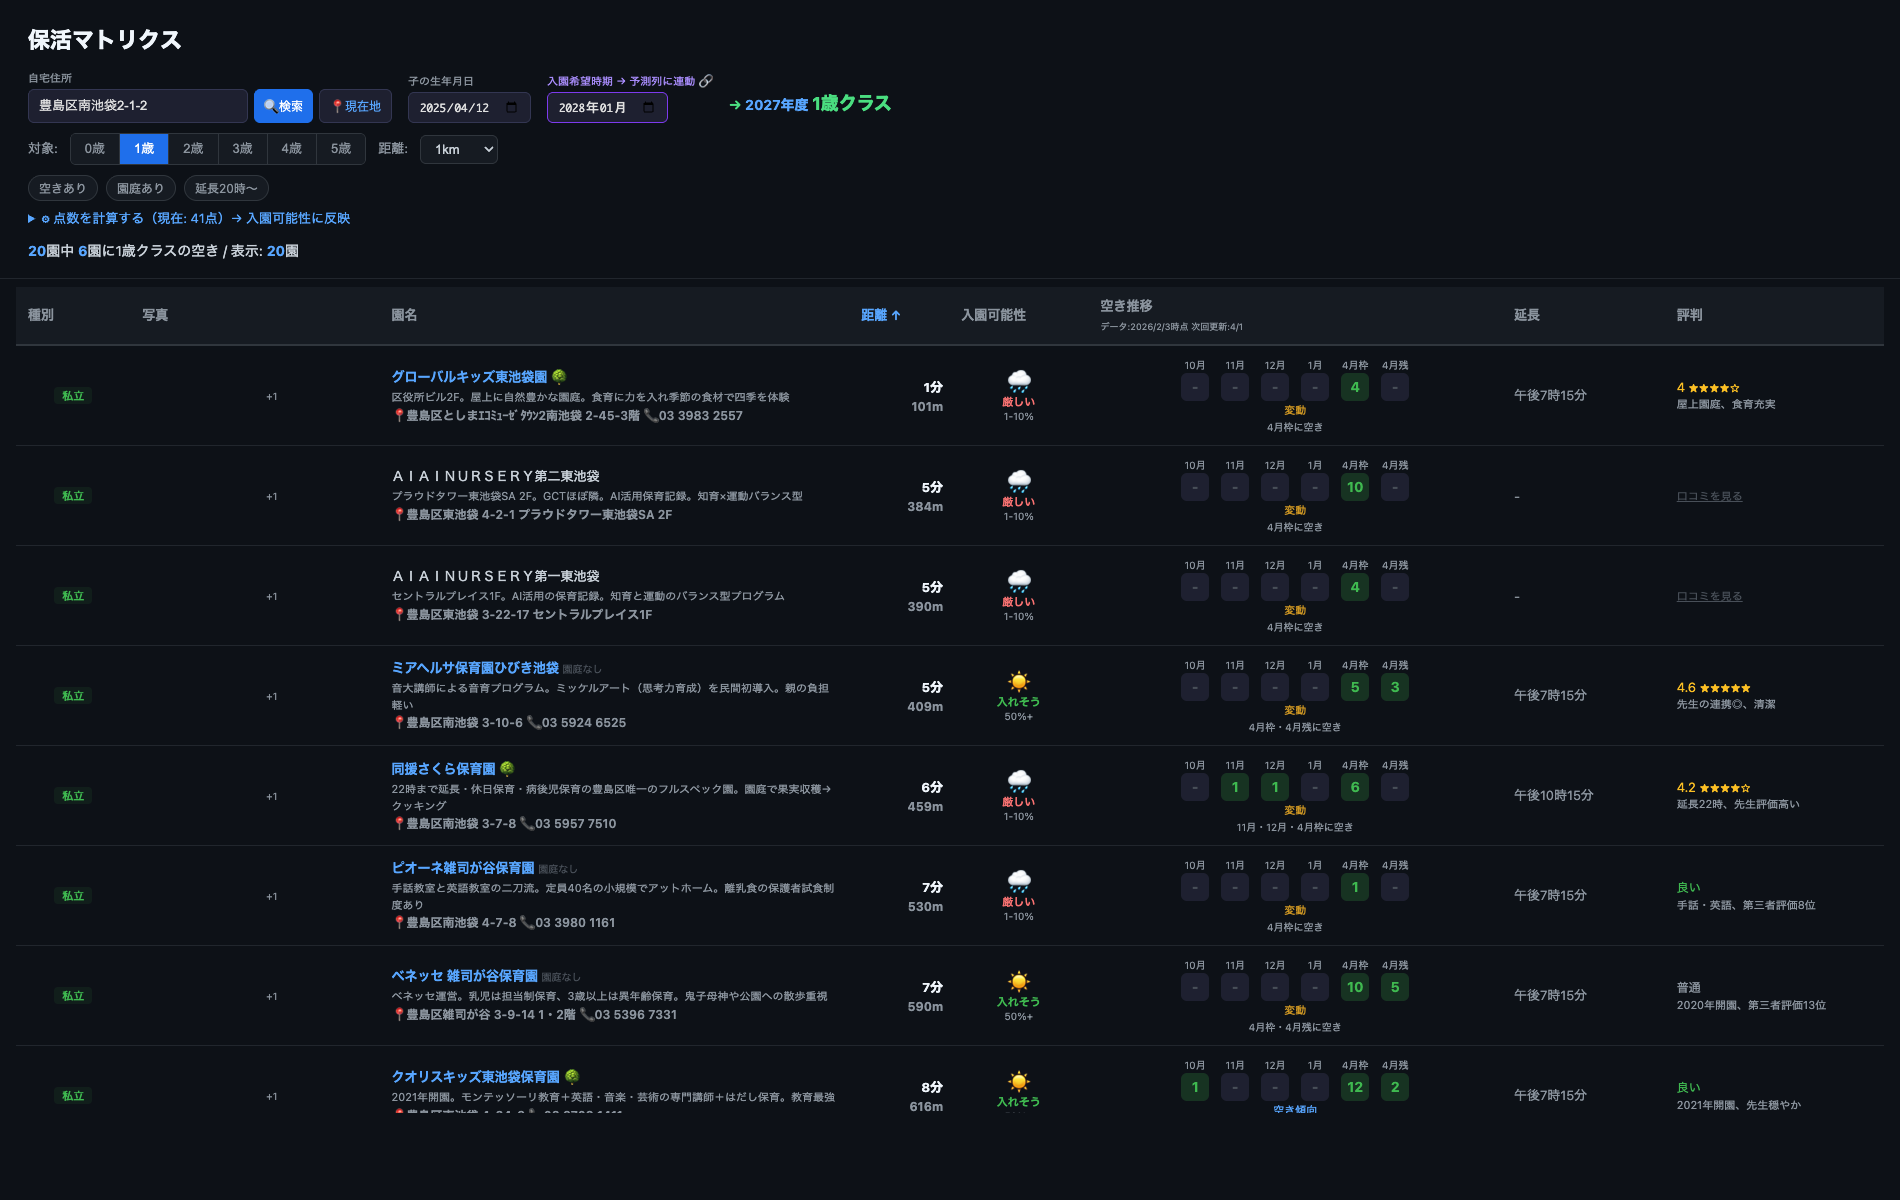 保活マトリクス
自宅住所
豊島区南池袋2-1-2
🔍検索
📍現在地
子の生年月日
2025/04/12
入園希望時期 → 予測列に連動 🔗
2028年01月
→ 2027年度 1歳クラス
対象: 0歳 1歳 2歳 3歳 4歳 5歳 距離: 1km
空きあり 園庭あり 延長20時〜
▶ ⚙ 点数を計算する（現在: 41点）→ 入園可能性に反映
20園中 6園に1歳クラスの空き / 表示: 20園
種別 写真 園名 距離 ↑ 入園可能性 空き推移 延長 評判
データ:2026/2/3時点 次回更新:4/1
私立
+1
グローバルキッズ東池袋園 🌳
区役所ビル2F。屋上に自然豊かな園庭。食育に力を入れ季節の食材で四季を体験
📍豊島区としまｴｺﾐｭｰｾﾞﾀｳﾝ2南池袋 2-45-3階 📞03 3983 2557
1分
101m
厳しい
1-10%
10月 11月 12月 1月 4月枠 4月残
- - - - 4 -
変動
4月枠に空き
午後7時15分
4 ★★★★☆
屋上園庭、食育充実
私立
+1
ＡＩＡＩＮＵＲＳＥＲＹ第二東池袋
プラウドタワー東池袋SA 2F。GCTほぼ隣。AI活用保育記録。知育×運動バランス型
📍豊島区東池袋 4-2-1 プラウドタワー東池袋SA 2F
5分
384m
厳しい
1-10%
10月 11月 12月 1月 4月枠 4月残
- - - - 10 -
変動
4月枠に空き
-
口コミを見る
私立
+1
ＡＩＡＩＮＵＲＳＥＲＹ第一東池袋
セントラルプレイス1F。AI活用の保育記録。知育と運動のバランス型プログラム
📍豊島区東池袋 3-22-17 セントラルプレイス1F
5分
390m
厳しい
1-10%
10月 11月 12月 1月 4月枠 4月残
- - - - 4 -
変動
4月枠に空き
-
口コミを見る
私立
+1
ミアヘルサ保育園ひびき池袋 園庭なし
音大講師による音育プログラム。ミッケルアート（思考力育成）を民間初導入。親の負担
軽い
📍豊島区南池袋 3-10-6 📞03 5924 6525
5分
409m
入れそう
50%+
10月 11月 12月 1月 4月枠 4月残
- - - - 5 3
変動
4月枠・4月残に空き
午後7時15分
4.6 ★★★★★
先生の連携◎、清潔
私立
+1
同援さくら保育園 🌳
22時まで延長・休日保育・病後児保育の豊島区唯一のフルスペック園。園庭で果実収穫→
クッキング
📍豊島区南池袋 3-7-8 📞03 5957 7510
6分
459m
厳しい
1-10%
10月 11月 12月 1月 4月枠 4月残
- 1 1 - 6 -
変動
11月・12月・4月枠に空き
午後10時15分
4.2 ★★★★☆
延長22時、先生評価高い
私立
+1
ピオーネ雑司が谷保育園 園庭なし
手話教室と英語教室の二刀流。定員40名の小規模でアットホーム。離乳食の保護者試食制
度あり
📍豊島区南池袋 4-7-8 📞03 3980 1161
7分
530m
厳しい
1-10%
10月 11月 12月 1月 4月枠 4月残
- - - - 1 -
変動
4月枠に空き
午後7時15分
良い
手話・英語、第三者評価8位
私立
+1
ベネッセ 雑司が谷保育園 園庭なし
ベネッセ運営。乳児は担当制保育、3歳以上は異年齢保育。鬼子母神や公園への散歩重視
📍豊島区雑司が谷 3-9-14 1・2階 📞03 5396 7331
7分
590m
入れそう
50%+
10月 11月 12月 1月 4月枠 4月残
- - - - 10 5
変動
4月枠・4月残に空き
午後7時15分
普通
2020年開園、第三者評価13位
私立
+1
クオリスキッズ東池袋保育園 🌳
2021年開園。モンテッソーリ教育＋英語・音楽・芸術の専門講師＋はだし保育。教育最強
8分
616m
入れそう
10月 11月 12月 1月 4月枠 4月残
1 - - - 12 2
空き傾向
午後7時15分
良い
2021年開園、先生穏やか